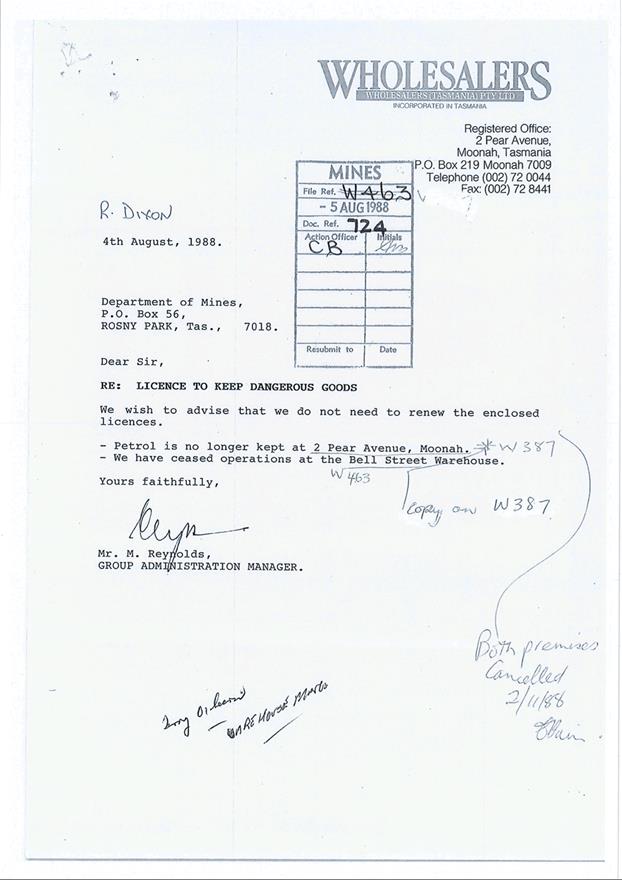 WHOLESALERS
WHOLESALERS (TASMANIA) PTY LTD
INCORPORATED IN TASMANIA
Registered Office:
2 Pear Avenue,
Moonah, Tasmania
P.O. Box 219 Moonah 7009
Telephone (002) 72 0044
Fax: (002) 72 8441
MINES
File Ref. W463
- 5 AUG 1988
Doc. Ref. 724
Action Officer Initials
CB
Resubmit to Date
R. DIXON
4th August, 1988.
Department of Mines,
P.O. Box 56,
ROSNY PARK, Tas., 7018.
Dear Sir,
RE: LICENCE TO KEEP DANGEROUS GOODS
We wish to advise that we do not need to renew the enclosed
licences.
- Petrol is no longer kept at 2 Pear Avenue, Moonah. * W387
- We have ceased operations at the Bell Street Warehouse.
W463
Yours faithfully,
copy on W387
Mr. M. Reynolds,
GROUP ADMINISTRATION MANAGER.
Both premises
Cancelled
2/11/88
WAREHOUSE